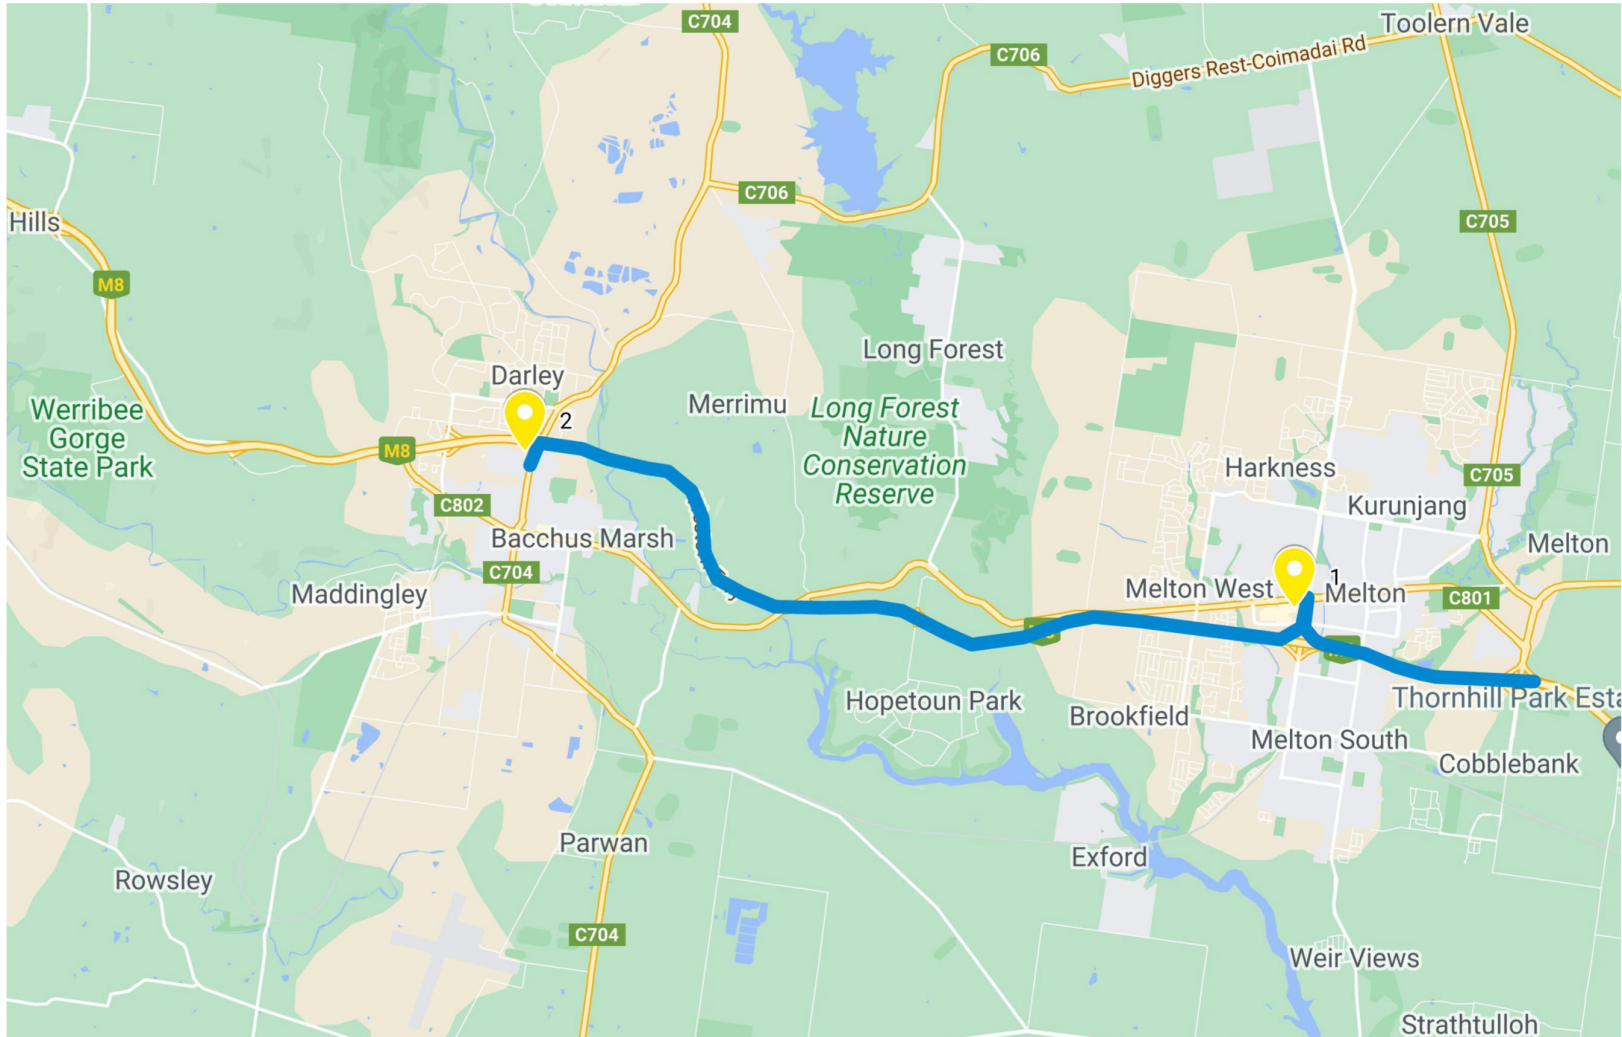 C704
Toolern Vale
C706
Diggers Rest-Coimadai Rd
C706
Hills
C705
M8
Long Forest
Darley
Merrimu
Long Forest
Nature
Conservation
Reserve
Werribee
Gorge
State Park
2
M8
Harkness
C705
Kurunjang
C802
Bacchus Marsh
Melton
C704
1
Maddingley
Melton West
Melton
C801
Hopetoun Park
Thornhill Park Esta
Brookfield
Melton South
Cobblebank
Parwan
Exford
Rowsley
C704
Weir Views
Strathtulloh